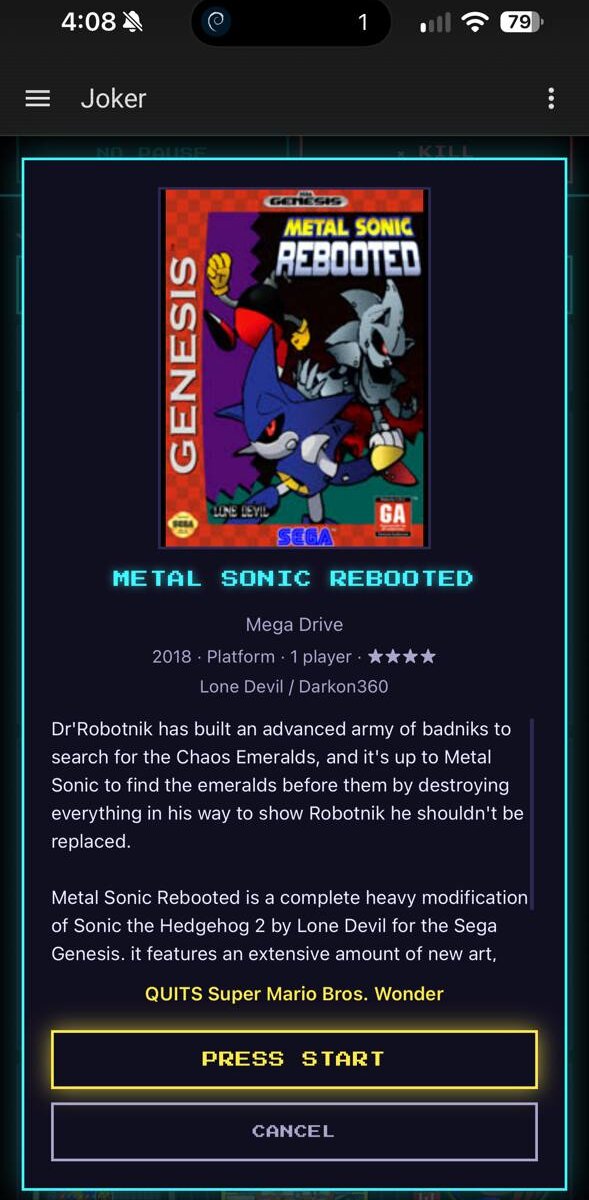 4:08
1
79
Joker
NO PAUSE
× KILL
SEGA
GENESIS
METAL SONIC
REBOOTED
GENESIS
LONE DEVIL
SEGA
GA
SEGA
METAL SONIC REBOOTED
Mega Drive
2018 · Platform · 1 player · ★★★★
Lone Devil / Darkon360
Dr'Robotnik has built an advanced army of badniks to
search for the Chaos Emeralds, and it's up to Metal
Sonic to find the emeralds before them by destroying
everything in his way to show Robotnik he shouldn't be
replaced.
Metal Sonic Rebooted is a complete heavy modification
of Sonic the Hedgehog 2 by Lone Devil for the Sega
Genesis. it features an extensive amount of new art,
QUITS Super Mario Bros. Wonder
PRESS START
CANCEL